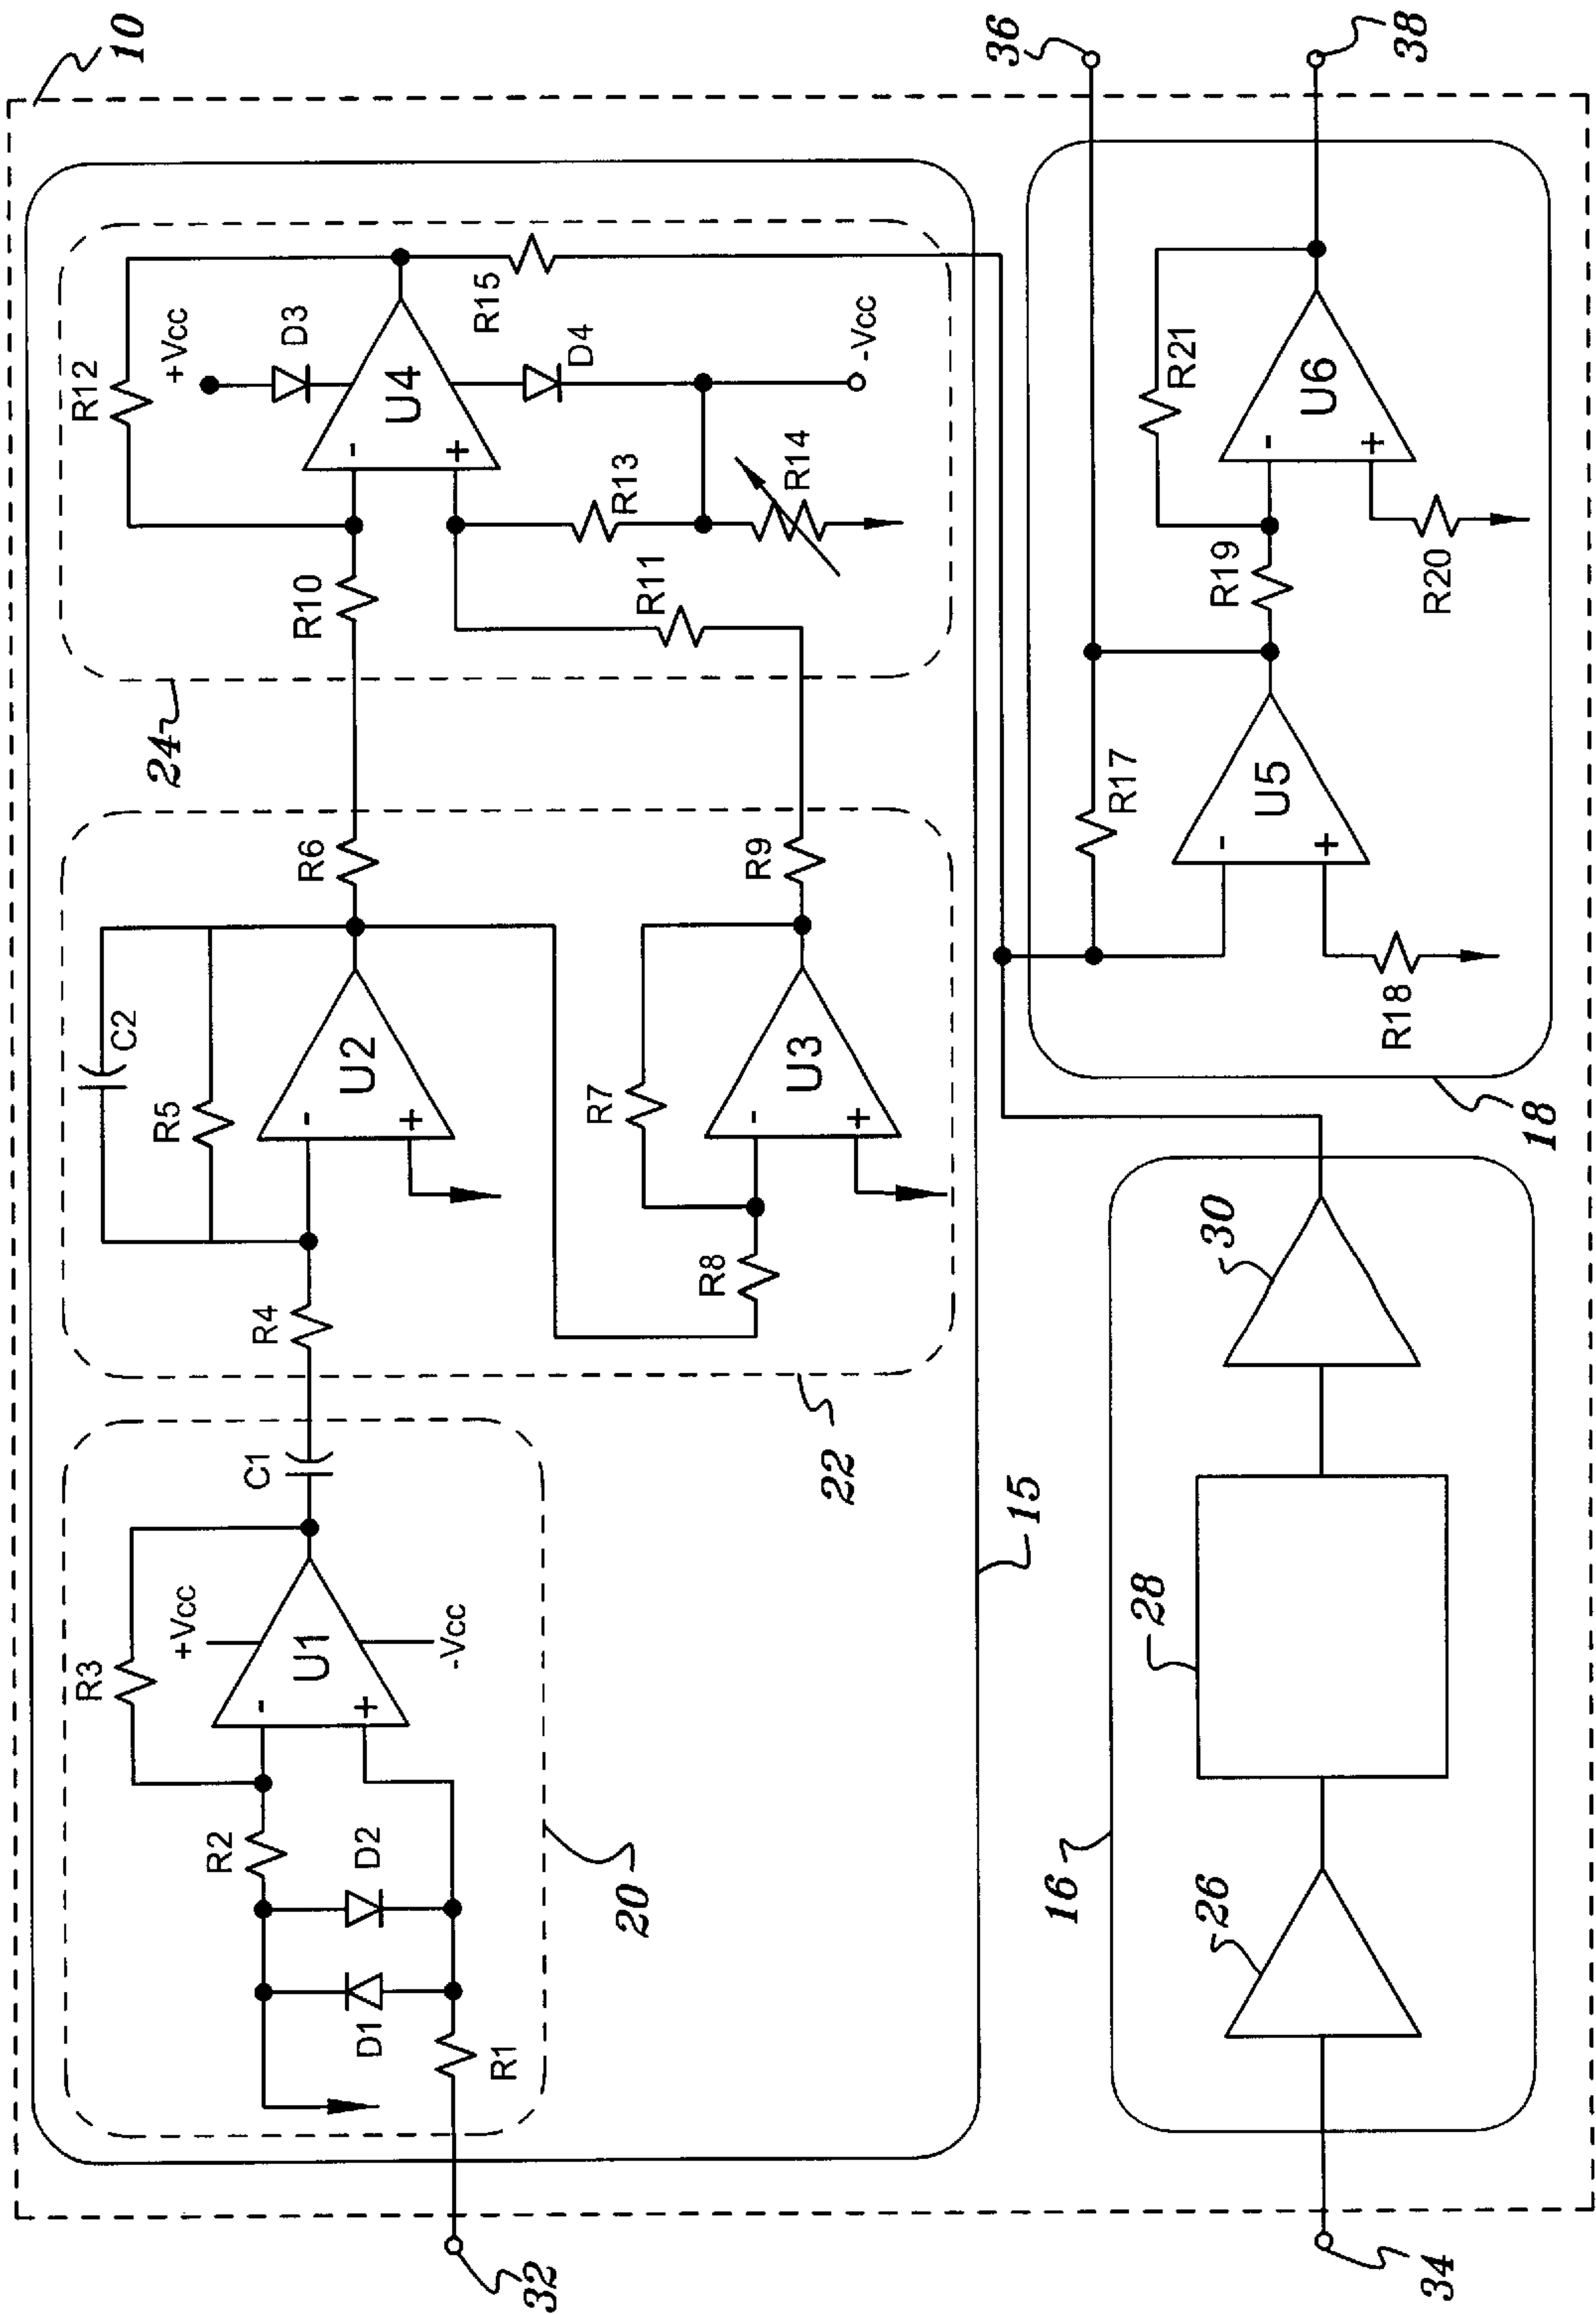 10
R12
+Vcc
D3
U4
-
+
R15
D4
-Vcc
R10
R13
R14
R11
24
R6
R9
C2
R5
U2
-
+
R7
U3
-
+
R4
R8
22
C1
R3
+Vcc
U1
-
+
-Vcc
R2
D2
D1
R1
20
15
32
36
38
R21
U6
-
+
R19
R20
R17
U5
-
+
R18
18
30
28
16
26
34